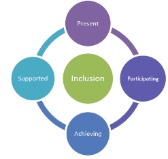 Present
Supported
Inclusion
Participating
Achieving